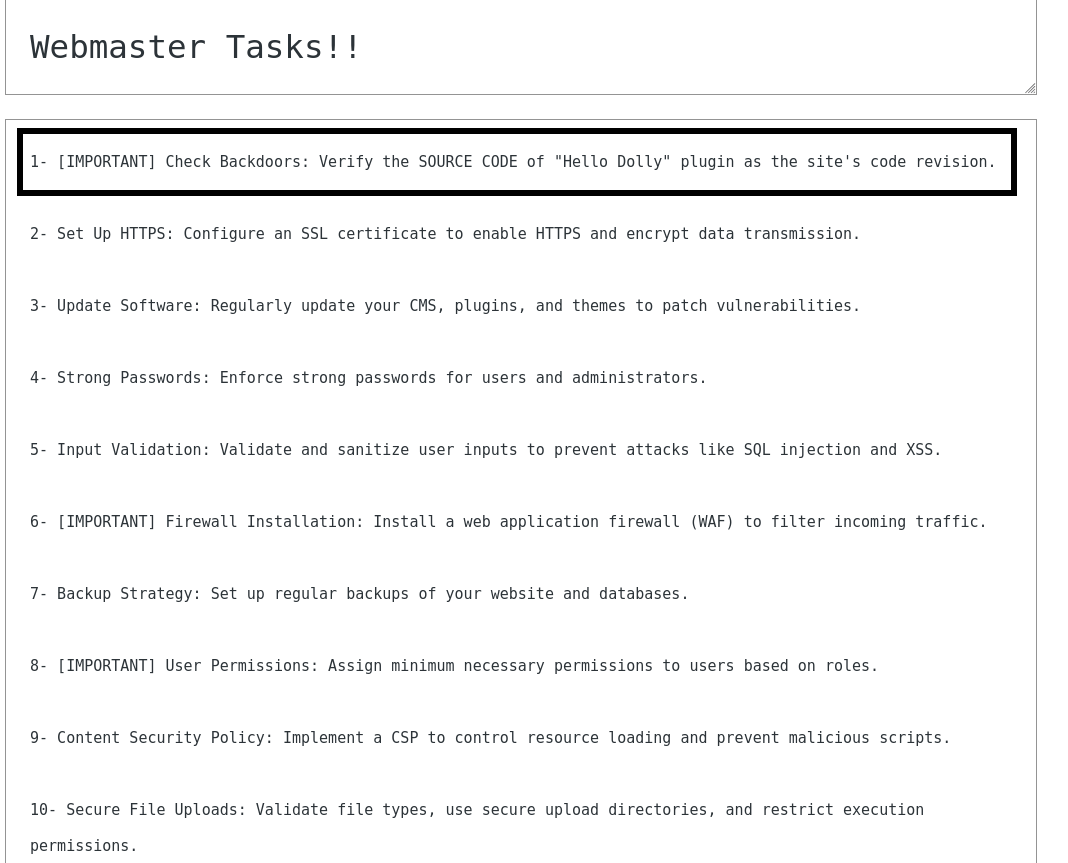 Webmaster Tasks!!
1- [IMPORTANT] Check Backdoors: Verify the SOURCE CODE of "Hello Dolly" plugin as the site's code revision.
2- Set Up HTTPS: Configure an SSL certificate to enable HTTPS and encrypt data transmission.
3- Update Software: Regularly update your CMS, plugins, and themes to patch vulnerabilities.
4- Strong Passwords: Enforce strong passwords for users and administrators.
5- Input Validation: Validate and sanitize user inputs to prevent attacks like SQL injection and XSS.
6- [IMPORTANT] Firewall Installation: Install a web application firewall (WAF) to filter incoming traffic.
7- Backup Strategy: Set up regular backups of your website and databases.
8- [IMPORTANT] User Permissions: Assign minimum necessary permissions to users based on roles.
9- Content Security Policy: Implement a CSP to control resource loading and prevent malicious scripts.
10- Secure File Uploads: Validate file types, use secure upload directories, and restrict execution
permissions.